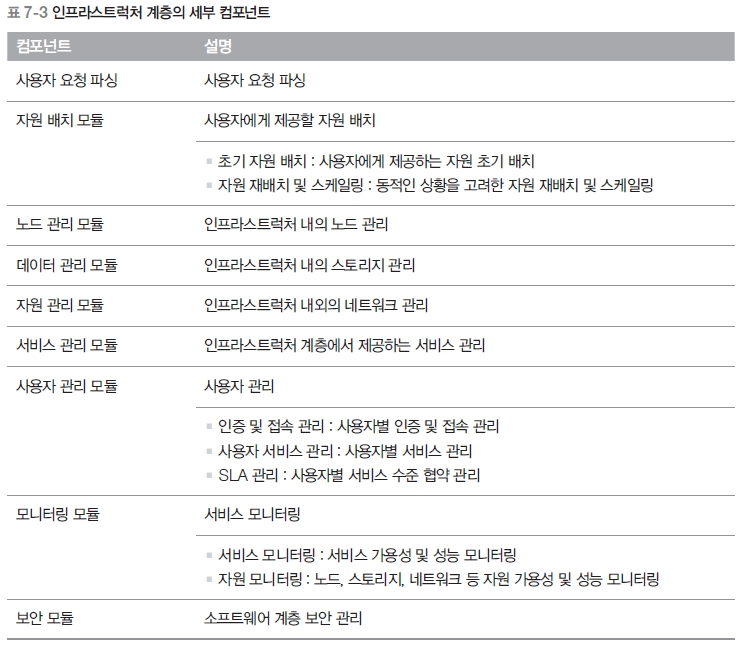 표 7-3 인프라스트럭처 계층의 세부 컴포넌트
컴포넌트 설명
사용자 요청 파싱 사용자 요청 파싱
자원 배치 모듈 사용자에게 제공할 자원 배치
초기 자원 배치 : 사용자에게 제공하는 자원 초기 배치
자원 재배치 및 스케일링 : 동적인 상황을 고려한 자원 재배치 및 스케일링
노드 관리 모듈 인프라스트럭처 내의 노드 관리
데이터 관리 모듈 인프라스트럭처 내의 스토리지 관리
자원 관리 모듈 인프라스트럭처 내외의 네트워크 관리
서비스 관리 모듈 인프라스트럭처 계층에서 제공하는 서비스 관리
사용자 관리 모듈 사용자 관리
인증 및 접속 관리 : 사용자별 인증 및 접속 관리
사용자 서비스 관리 : 사용자별 서비스 관리
SLA 관리 : 사용자별 서비스 수준 협약 관리
모니터링 모듈 서비스 모니터링
서비스 모니터링 : 서비스 가용성 및 성능 모니터링
자원 모니터링 : 노드, 스토리지, 네트워크 등 자원 가용성 및 성능 모니터링
보안 모듈 소프트웨어 계층 보안 관리